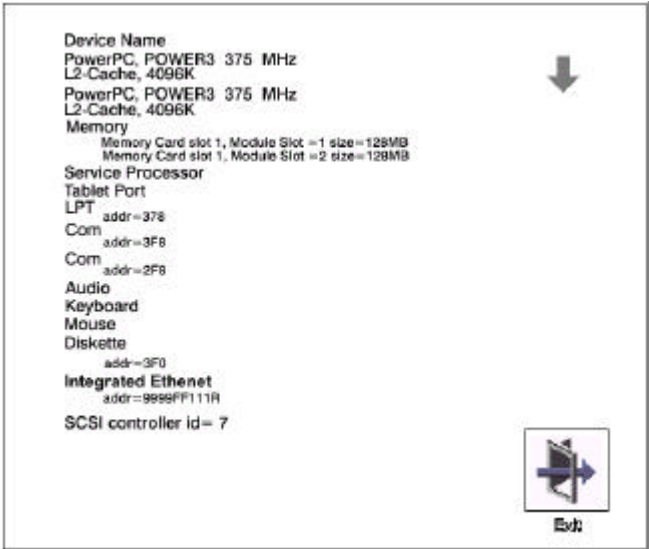 Device Name
PowerPC, POWER3 375 MHz
L2-Cache, 4096K
PowerPC, POWER3 375 MHz
L2-Cache, 4096K
Memory
Memory Card slot 1, Module Slot =1 size=128MB
Memory Card slot 1, Module Slot =2 size=128MB
Service Processor
Tablet Port
LPT
addr=378
Com
addr=3F8
Com
addr=2F8
Audio
Keyboard
Mouse
Diskette
addr=3F0
Integrated Ethenet
addr=9999FF111R
SCSI controller id= 7
Exit